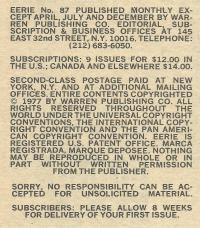 EERIE No. 87 PUBLISHED MONTHLY EX-
CEPT APRIL, JULY AND DECEMBER BY WAR-
REN PUBLISHING CO. EDITORIAL, SUB-
SCRIPTION & BUSINESS OFFICES AT 145
EAST 32nd STREET, N.Y. 10016. TELEPHONE:
(212) 683-6050.
SUBSCRIPTIONS: 9 ISSUES FOR $12.00 IN
THE U.S.; CANADA AND ELSEWHERE $14.00.
SECOND-CLASS POSTAGE PAID AT NEW
YORK, N.Y. AND AT ADDITIONAL MAILING
OFFICES. ENTIRE CONTENTS COPYRIGHTED
© 1977 BY WARREN PUBLISHING CO. ALL
RIGHTS RESERVED THROUGHOUT THE
WORLD UNDER THE UNIVERSAL COPYRIGHT
CONVENTIONS, THE INTERNATIONAL COPY-
RIGHT CONVENTION AND THE PAN AMERI-
CAN COPYRIGHT CONVENTION. EERIE IS
REGISTERED U.S. PATENT OFFICE. MARCA
REGISTRADA, MARQUE DEPOSEE. NOTHING
MAY BE REPRODUCED IN WHOLE OR IN
PART WITHOUT WRITTEN PERMISSION
FROM THE PUBLISHER.
SORRY, NO RESPONSIBILITY CAN BE AC-
CEPTED FOR UNSOLICITED MATERIAL.
SUBSCRIBERS: PLEASE ALLOW 8 WEEKS
FOR DELIVERY OF YOUR FIRST ISSUE.